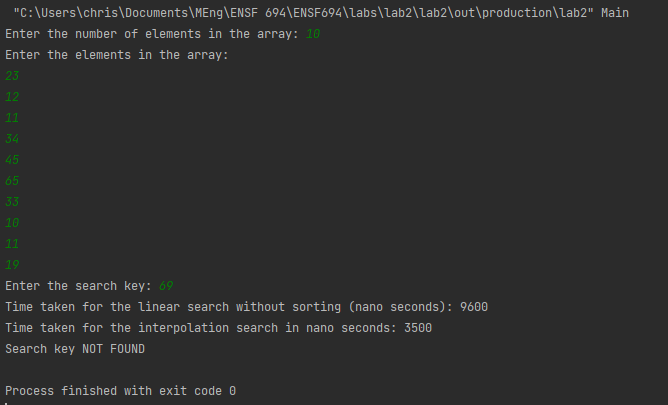 "C:\Users\chris\Documents\MEng\ENSF 694\ENSF694\labs\lab2\lab2\out\production\lab2" Main
Enter the number of elements in the array: 10
Enter the elements in the array:
23
12
11
34
45
65
33
10
11
19
Enter the search key: 69
Time taken for the linear search without sorting (nano seconds): 9600
Time taken for the interpolation search in nano seconds: 3500
Search key NOT FOUND
Process finished with exit code 0